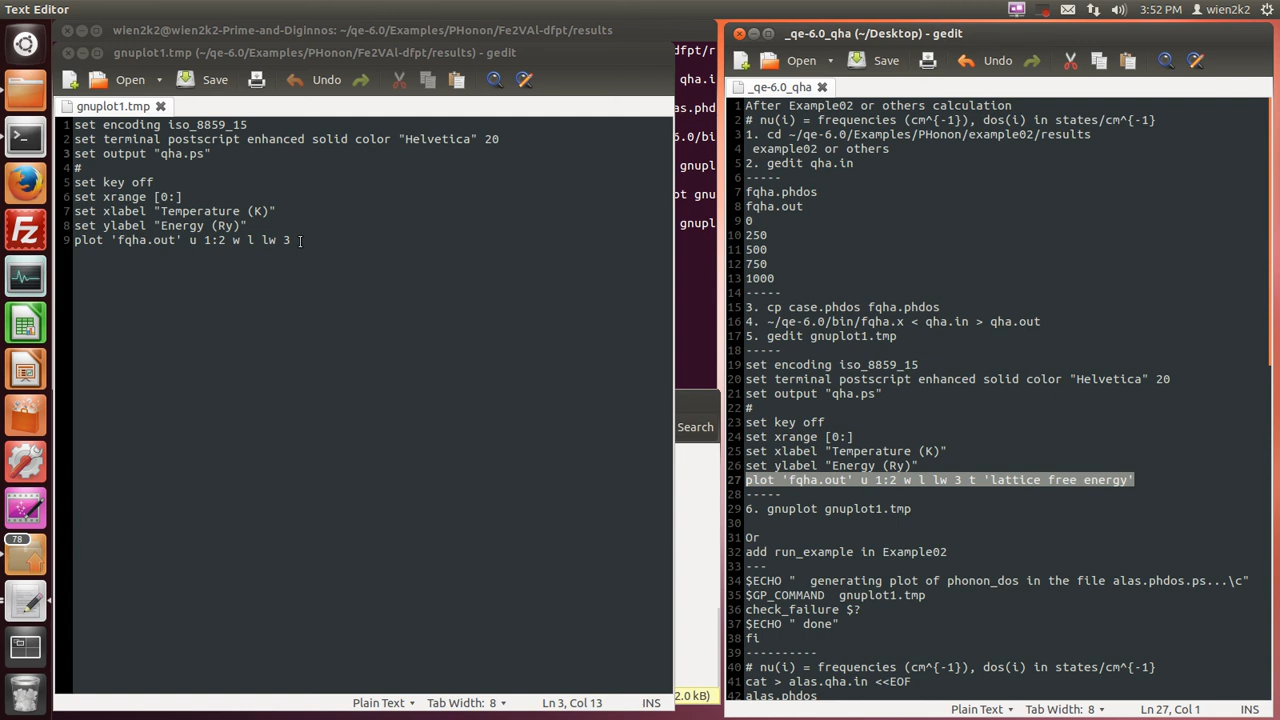 Text Editor
3:52 PM
wien2k2
wien2k2@wien2k2-Prime-and-Diginnos: ~/qe-6.0/Examples/PHonon/Fe2VAl-dfpt/results
gnuplot1.tmp (~/qe-6.0/Examples/PHonon/Fe2VAl-dfpt/results) - gedit
Open
Save
Undo
gnuplot1.tmp
1 set encoding iso_8859_15
2 set terminal postscript enhanced solid color "Helvetica" 20
3 set output "qha.ps"
4 #
5 set key off
6 set xrange [0:]
7 set xlabel "Temperature (K)"
8 set ylabel "Energy (Ry)"
9 plot 'fqha.out' u 1:2 w l lw 3
Plain Text
Tab Width: 8
Ln 3, Col 13
INS
dfpt/r
qha.i
as.phd
6.0/bi
gnupl
ot gnu
gnupl
Search
2.0 kB)
78
_qe-6.0_qha (~/Desktop) - gedit
Open
Save
Undo
_qe-6.0_qha
1 After Example02 or others calculation
2 # nu(i) = frequencies (cm^{-1}), dos(i) in states/cm^{-1}
3 1. cd ~/qe-6.0/Examples/PHonon/example02/results
4 example02 or others
5 2. gedit qha.in
6 -----
7 fqha.phdos
8 fqha.out
9 0
10 250
11 500
12 750
13 1000
14 -----
15 3. cp case.phdos fqha.phdos
16 4. ~/qe-6.0/bin/fqha.x < qha.in > qha.out
17 5. gedit gnuplot1.tmp
18 -----
19 set encoding iso_8859_15
20 set terminal postscript enhanced solid color "Helvetica" 20
21 set output "qha.ps"
22 #
23 set key off
24 set xrange [0:]
25 set xlabel "Temperature (K)"
26 set ylabel "Energy (Ry)"
27 plot 'fqha.out' u 1:2 w l lw 3 t 'lattice free energy'
28 -----
29 6. gnuplot gnuplot1.tmp
30
31 Or
32 add run_example in Example02
33 ---
34 $ECHO "  generating plot of phonon_dos in the file alas.phdos.ps...\c"
35 $GP_COMMAND  gnuplot1.tmp
36 check_failure $?
37 $ECHO " done"
38 fi
39 ----------
40 # nu(i) = frequencies (cm^{-1}), dos(i) in states/cm^{-1}
41 cat > alas.qha.in <<EOF
42 alas.phdos
Plain Text
Tab Width: 8
Ln 27, Col 1
INS